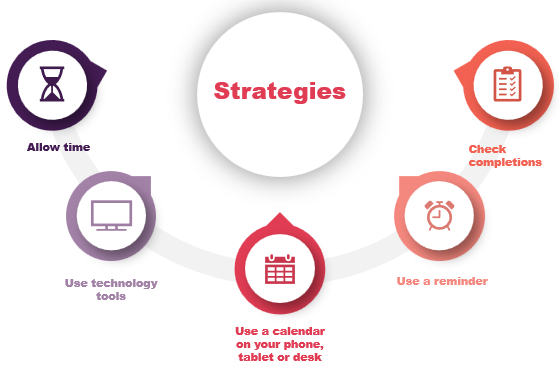 Strategies
Allow time
Use technology
tools
Use a calendar
on your phone,
tablet or desk
Use a reminder
Check
completions